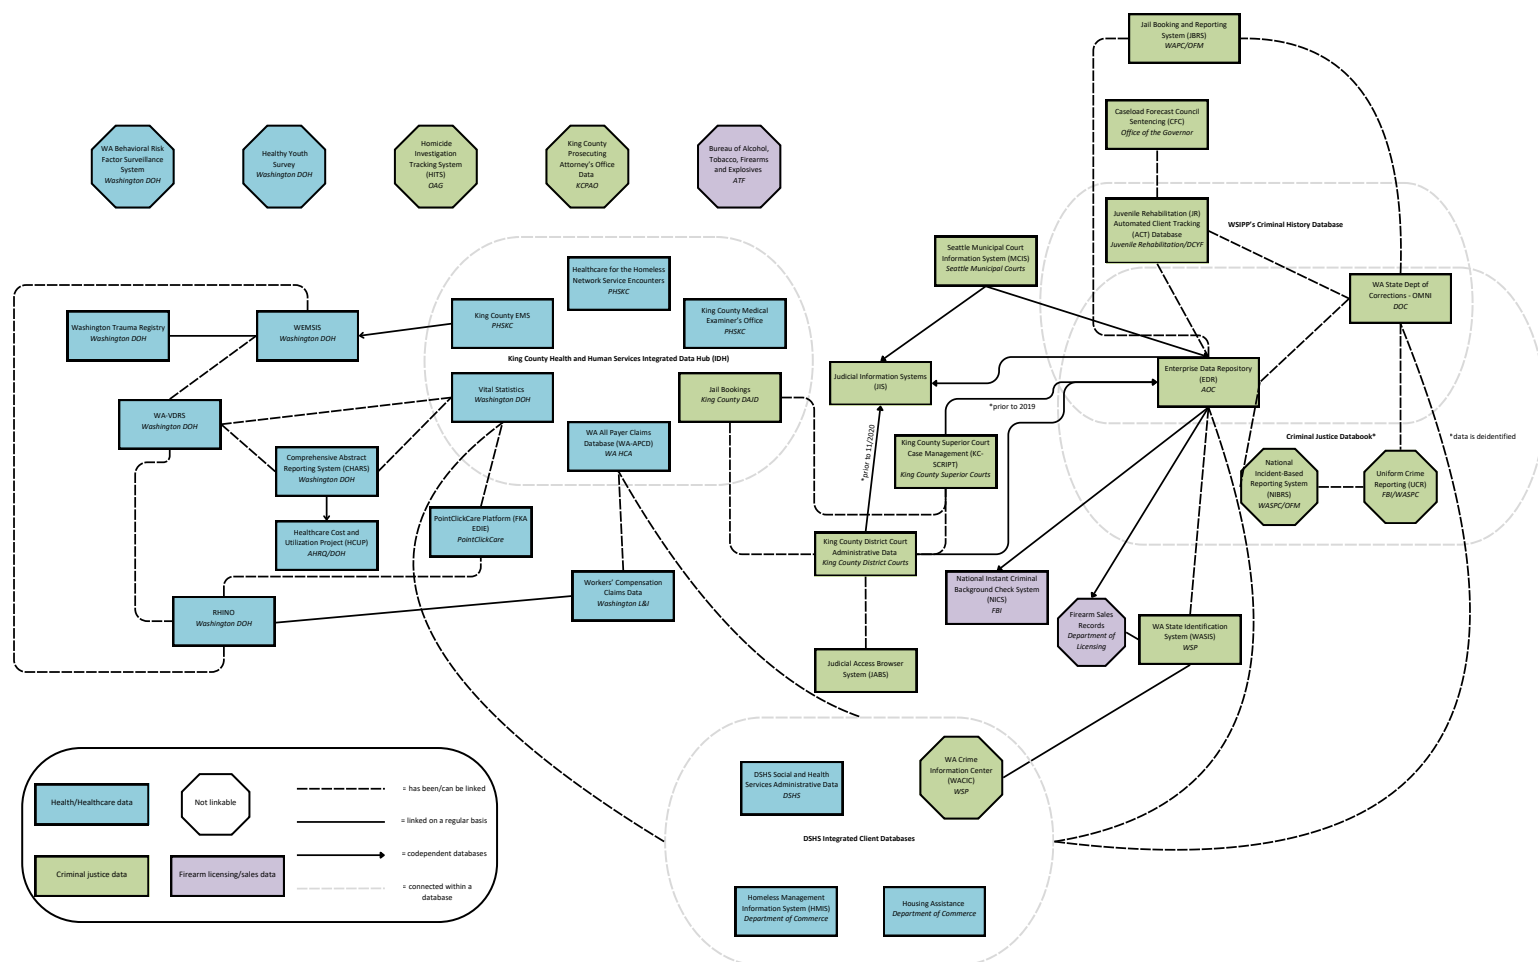 Jail Booking and Reporting
System (JBRS)
WAPC/OFM
Caseload Forecast Council
Sentencing (CFC)
Office of the Governor
WA Behavioral Risk
Factor Surveillance
System
Washington DOH
Healthy Youth
Survey
Washington DOH
Homicide
Investigation
Tracking System
(HITS)
OAG
King County
Prosecuting
Attorney's Office
Data
KCPAO
Bureau of Alcohol,
Tobacco, Firearms
and Explosives
ATF
Juvenile Rehabilitation (JR)
Automated Client Tracking
(ACT) Database
Juvenile Rehabilitation/DCYF
WSIPP's Criminal History Database
Seattle Municipal Court
Information System (MCIS)
Seattle Municipal Courts
WA State Dept of
Corrections - OMNI
DOC
Healthcare for the Homeless
Network Service Encounters
PHSKC
King County EMS
PHSKC
King County Medical
Examiner's Office
PHSKC
Washington Trauma Registry
Washington DOH
WEMSIS
Washington DOH
King County Health and Human Services Integrated Data Hub (IDH)
Judicial Information Systems
(JIS)
Enterprise Data Repository
(EDR)
AOC
Vital Statistics
Washington DOH
Jail Bookings
King County DAJD
*prior to 2019
WA-VDRS
Washington DOH
WA All Payer Claims
Database (WA-APCD)
WA HCA
*prior to 11/2020
King County Superior Court
Case Management (KC-
SCRIPT)
King County Superior Courts
Criminal Justice Databook*
*data is deidentified
Comprehensive Abstract
Reporting System (CHARS)
Washington DOH
National
Incident-Based
Reporting System
(NIBRS)
WASPC/OFM
Uniform Crime
Reporting (UCR)
FBI/WASPC
Healthcare Cost and
Utilization Project (HCUP)
AHRQ/DOH
PointClickCare Platform (FKA
EDIE)
PointClickCare
King County District Court
Administrative Data
King County District Courts
Workers' Compensation
Claims Data
Washington L&I
National Instant Criminal
Background Check System
(NICS)
FBI
RHINO
Washington DOH
Firearm Sales
Records
Department of
Licensing
WA State Identification
System (WASIS)
WSP
Judicial Access Browser
System (JABS)
DSHS Social and Health
Services Administrative Data
DSHS
WA Crime
Information Center
(WACIC)
WSP
DSHS Integrated Client Databases
Homeless Management
Information System (HMIS)
Department of Commerce
Housing Assistance
Department of Commerce
Health/Healthcare data
Not linkable
= has been/can be linked
= linked on a regular basis
Criminal justice data
Firearm licensing/sales data
= codependent databases
= connected within a
database